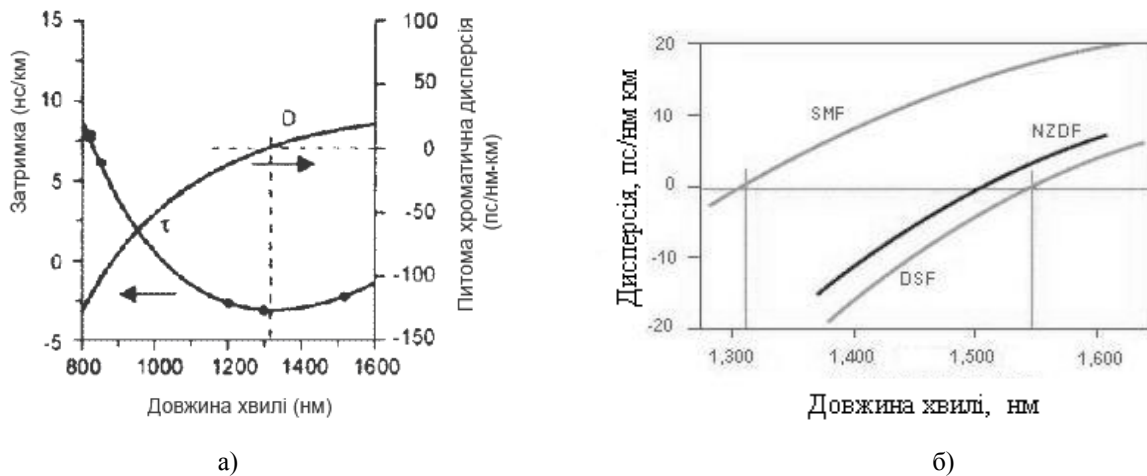 Затримка (нс/км)
15
10
5
0
-5
D
τ
100
50
0
-50
-100
-150
Питома хроматична дисперсія
(пс/нм-км)
800
1000
1200
1400
1600
Довжина хвилі (нм)
а)
Дисперсія, пс/нм км
20
10
0
-10
-20
SMF
NZDF
DSF
1,300
1,400
1,500
1,600
Довжина хвилі, нм
б)